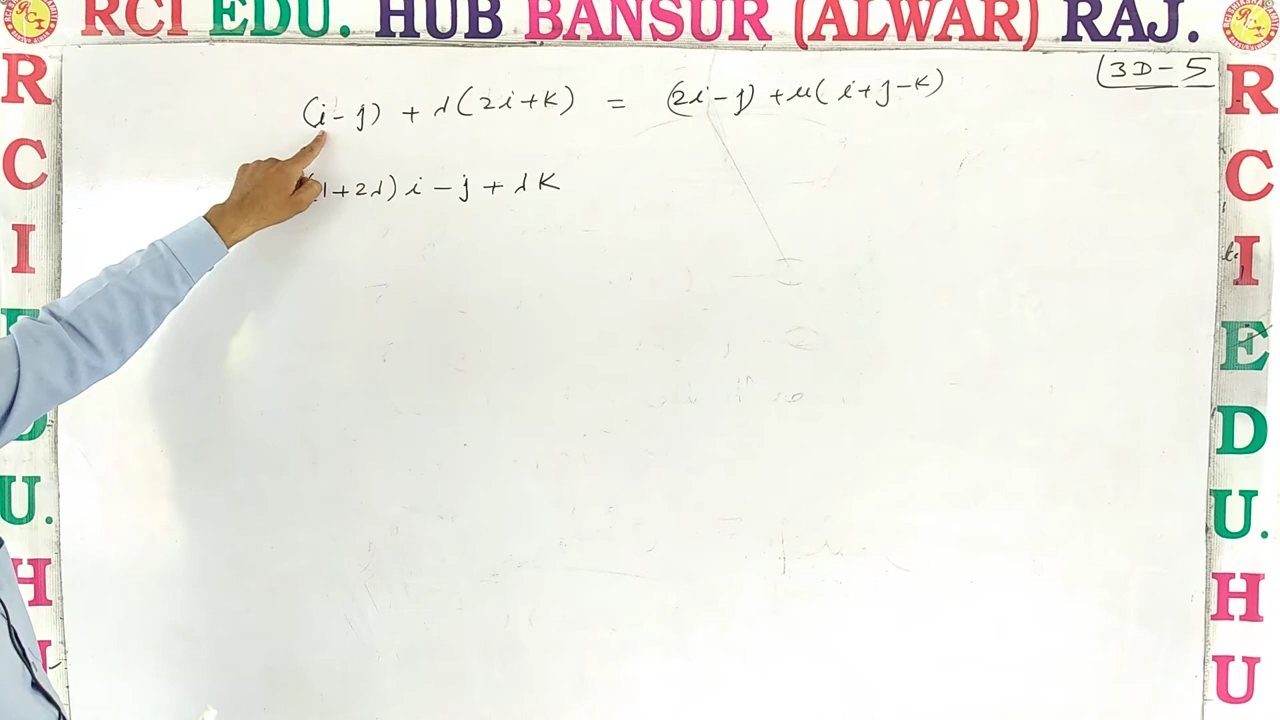 RCI EDU. HUB BANSUR (ALWAR) RAJ.
3D-5
(i-j) + λ(2i+k) = (2i-j) + μ(i+j-k)
(1+2λ)i - j + λk
R
C
I
E
D
U.
H
U
R
C
I
E
D
U.
H
U